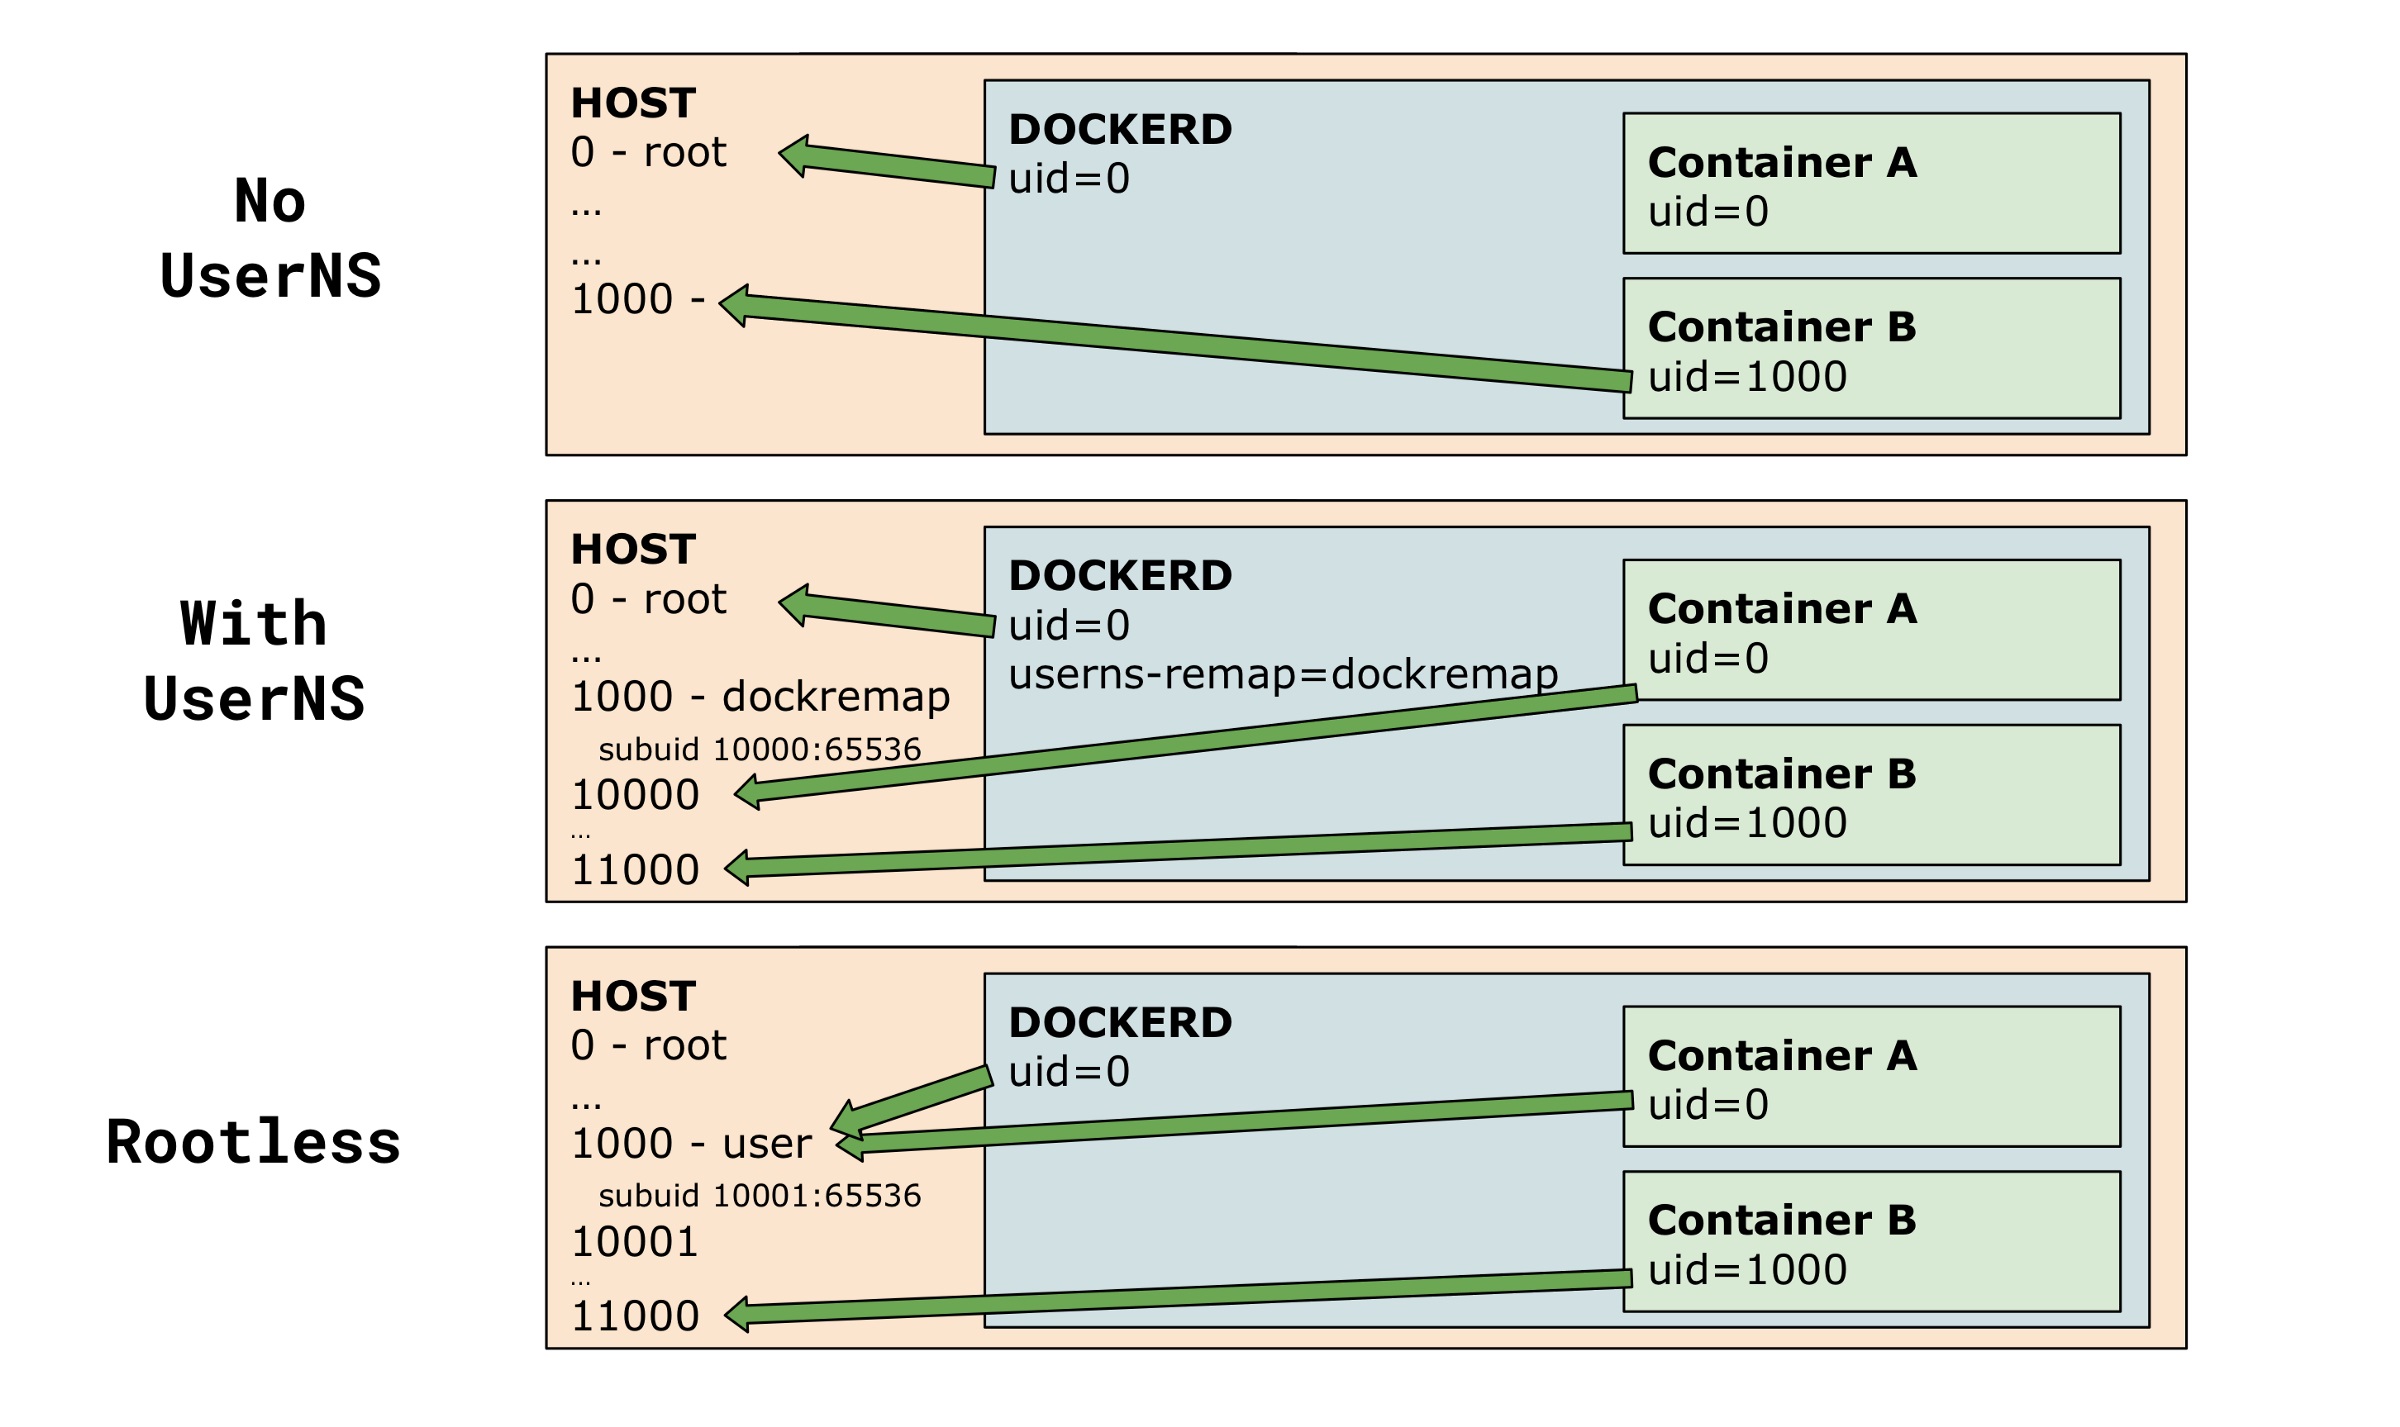 No
UserNS
HOST
0 - root
...
...
1000 -
DOCKERD
uid=0
Container A
uid=0
Container B
uid=1000
With
UserNS
HOST
0 - root
...
1000 - dockremap
subuid 10000:65536
10000
...
11000
DOCKERD
uid=0
userns-remap=dockremap
Container A
uid=0
Container B
uid=1000
Rootless
HOST
0 - root
...
1000 - user
subuid 10001:65536
10001
...
11000
DOCKERD
uid=0
Container A
uid=0
Container B
uid=1000